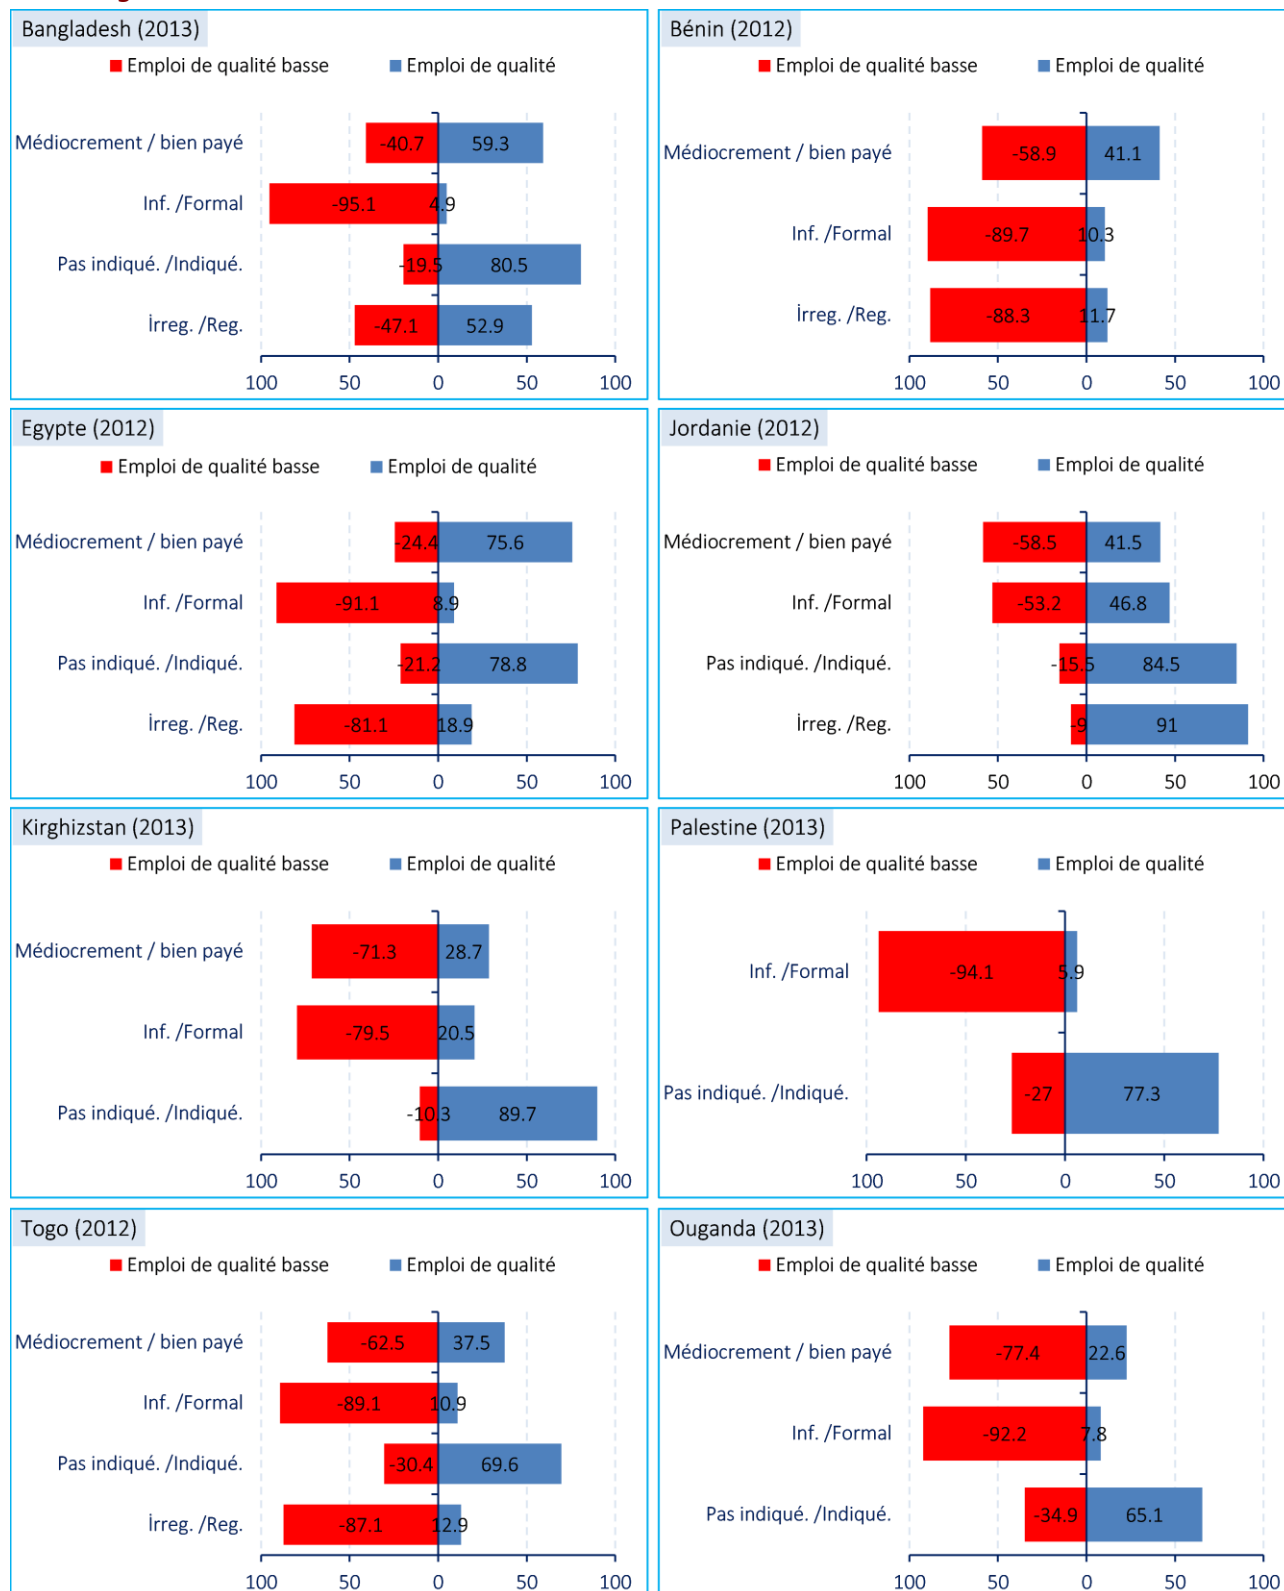 Bangladesh (2013)
Emploi de qualité basse Emploi de qualité
Médiocrement / bien payé -40.7 59.3
Inf. /Formal -95.1 4.9
Pas indiqué. /Indiqué. -19.5 80.5
İrreg. /Reg. -47.1 52.9
100 50 0 50 100
Bénin (2012)
Emploi de qualité basse Emploi de qualité
Médiocrement / bien payé -58.9 41.1
Inf. /Formal -89.7 10.3
İrreg. /Reg. -88.3 11.7
100 50 0 50 100
Egypte (2012)
Emploi de qualité basse Emploi de qualité
Médiocrement / bien payé -24.4 75.6
Inf. /Formal -91.1 8.9
Pas indiqué. /Indiqué. -21.2 78.8
İrreg. /Reg. -81.1 18.9
100 50 0 50 100
Jordanie (2012)
Emploi de qualité basse Emploi de qualité
Médiocrement / bien payé -58.5 41.5
Inf. /Formal -53.2 46.8
Pas indiqué. /Indiqué. -15.5 84.5
İrreg. /Reg. -9 91
100 50 0 50 100
Kirghizstan (2013)
Emploi de qualité basse Emploi de qualité
Médiocrement / bien payé -71.3 28.7
Inf. /Formal -79.5 20.5
Pas indiqué. /Indiqué. -10.3 89.7
100 50 0 50 100
Palestine (2013)
Emploi de qualité basse Emploi de qualité
Inf. /Formal -94.1 5.9
Pas indiqué. /Indiqué. -27 77.3
100 50 0 50 100
Togo (2012)
Emploi de qualité basse Emploi de qualité
Médiocrement / bien payé -62.5 37.5
Inf. /Formal -89.1 10.9
Pas indiqué. /Indiqué. -30.4 69.6
İrreg. /Reg. -87.1 12.9
100 50 0 50 100
Ouganda (2013)
Emploi de qualité basse Emploi de qualité
Médiocrement / bien payé -77.4 22.6
Inf. /Formal -92.2 7.8
Pas indiqué. /Indiqué. -34.9 65.1
100 50 0 50 100